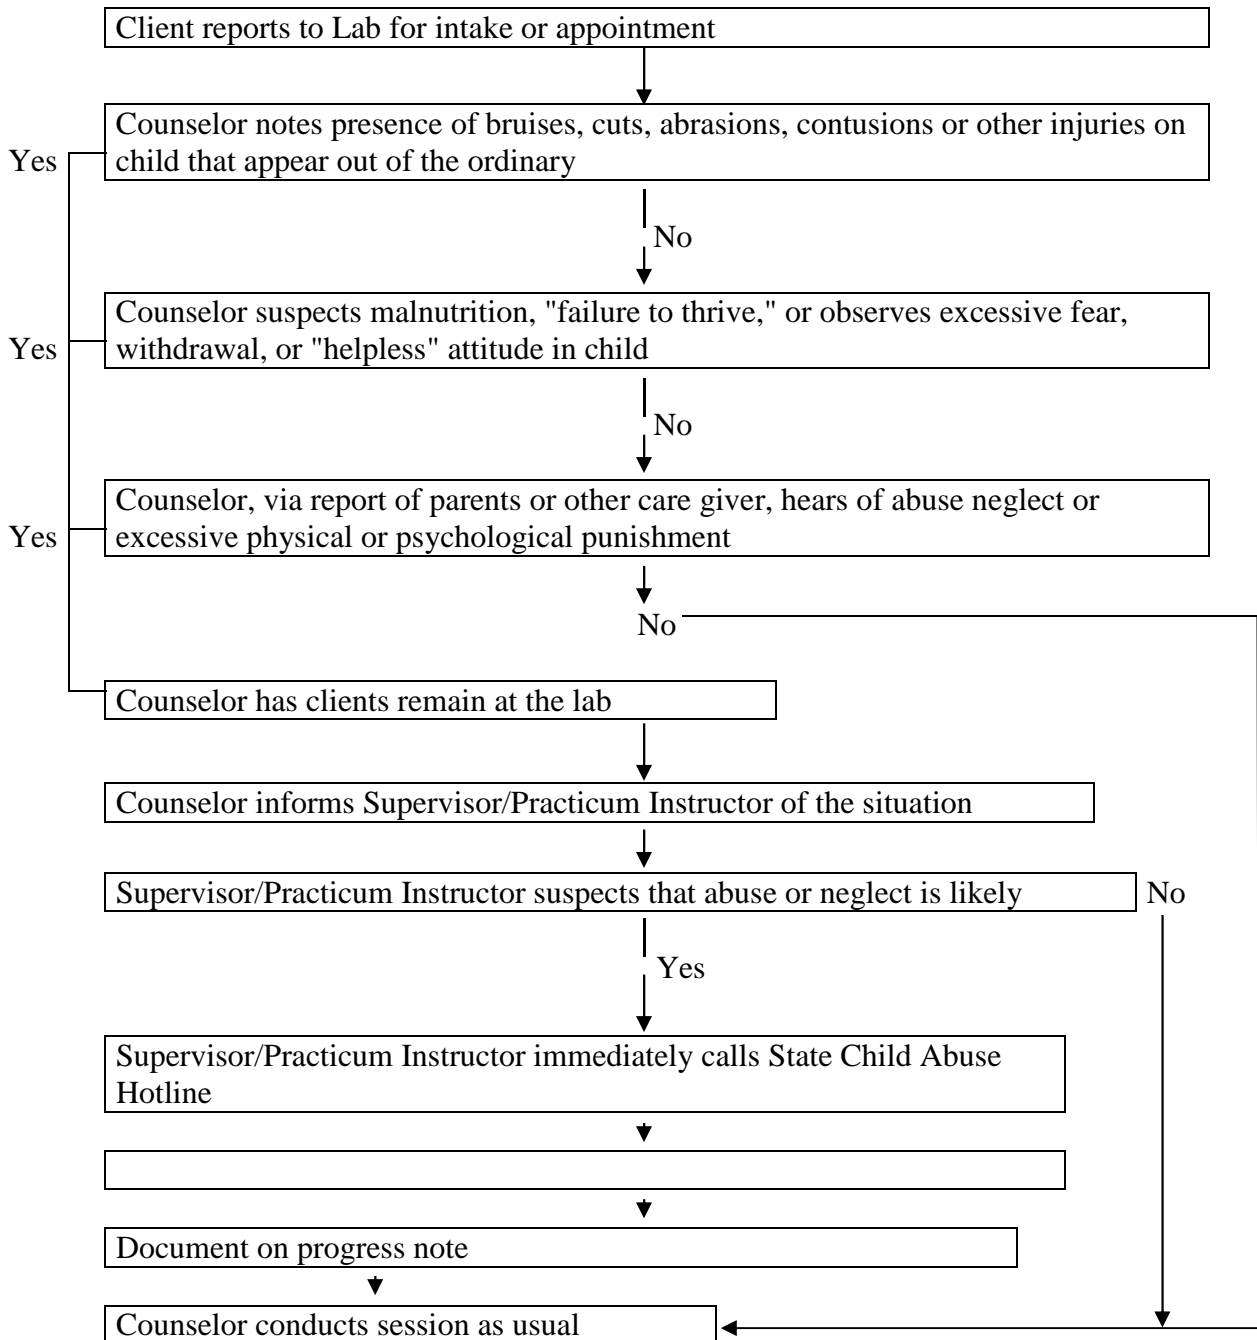 Client reports to Lab for intake or appointment
Counselor notes presence of bruises, cuts, abrasions, contusions or other injuries on
child that appear out of the ordinary
Yes
No
Counselor suspects malnutrition, "failure to thrive," or observes excessive fear,
withdrawal, or "helpless" attitude in child
Yes
No
Counselor, via report of parents or other care giver, hears of abuse neglect or
excessive physical or psychological punishment
Yes
No
Counselor has clients remain at the lab
Counselor informs Supervisor/Practicum Instructor of the situation
Supervisor/Practicum Instructor suspects that abuse or neglect is likely
No
Yes
Supervisor/Practicum Instructor immediately calls State Child Abuse
Hotline
Document on progress note
Counselor conducts session as usual